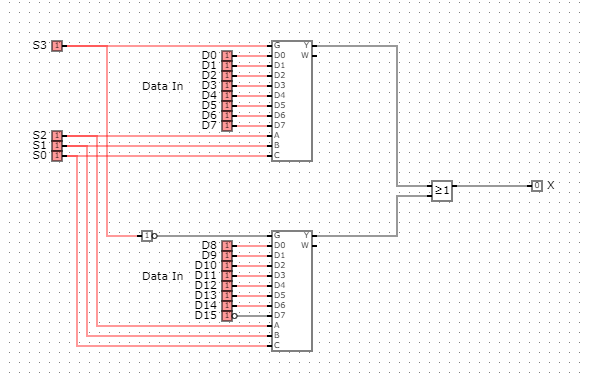 S3 1 G Y
D0 1 D0 W
D1 1 D1
D2 1 D2
Data In D3 1 D3
D4 1 D4
D5 1 D5
D6 1 D6
D7 1 D7
S2 1 A
S1 1 B
S0 1 C
≥1 0 X
1 G Y
D8 1 D0 W
D9 1 D1
D10 1 D2
Data In D11 1 D3
D12 1 D4
D13 1 D5
D14 1 D6
D15 1 D7
A
B
C